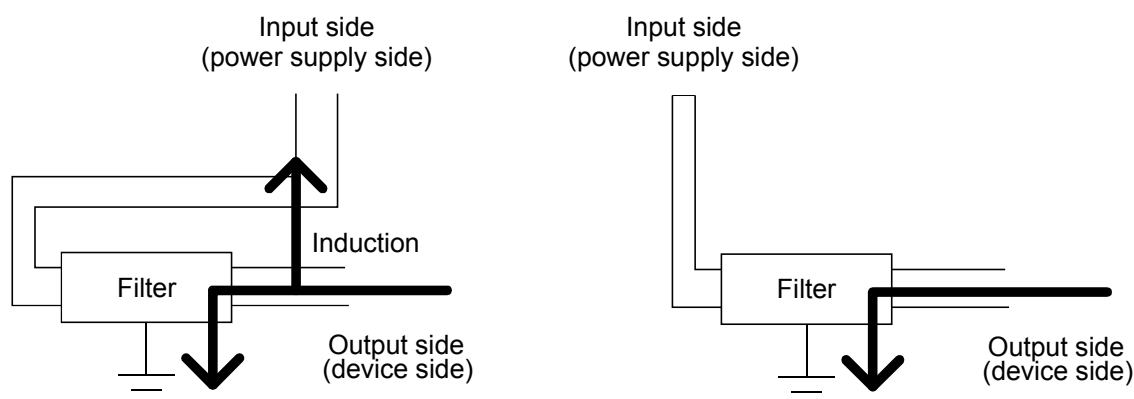 Input side
(power supply side)
Induction
Filter
Output side
(device side)
Input side
(power supply side)
Filter
Output side
(device side)